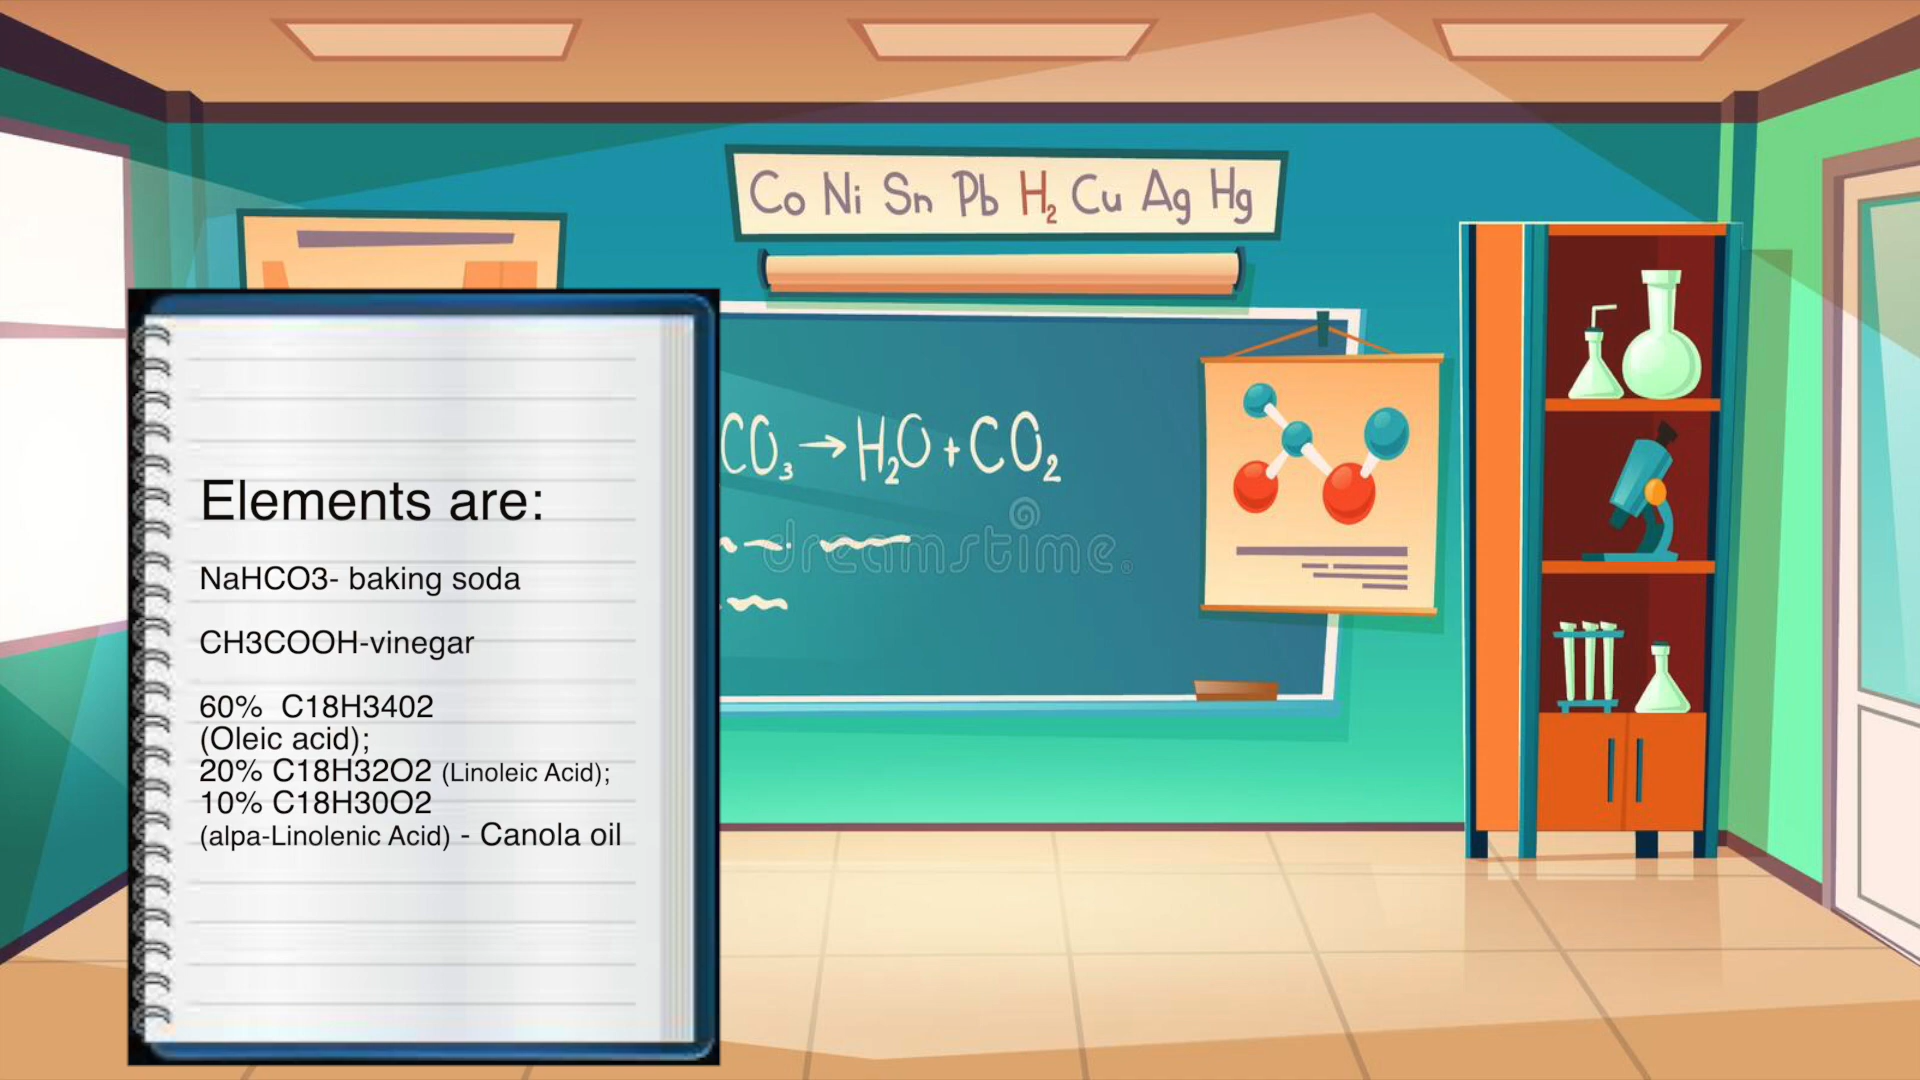 Co Ni Sn Pb H₂ Cu Ag Hg
CO₃ → H₂O + CO₂
dreamstime.
Elements are:
NaHCO3- baking soda
CH3COOH-vinegar
60%  C18H3402
(Oleic acid);
20% C18H32O2 (Linoleic Acid);
10% C18H30O2
(alpa-Linolenic Acid) - Canola oil